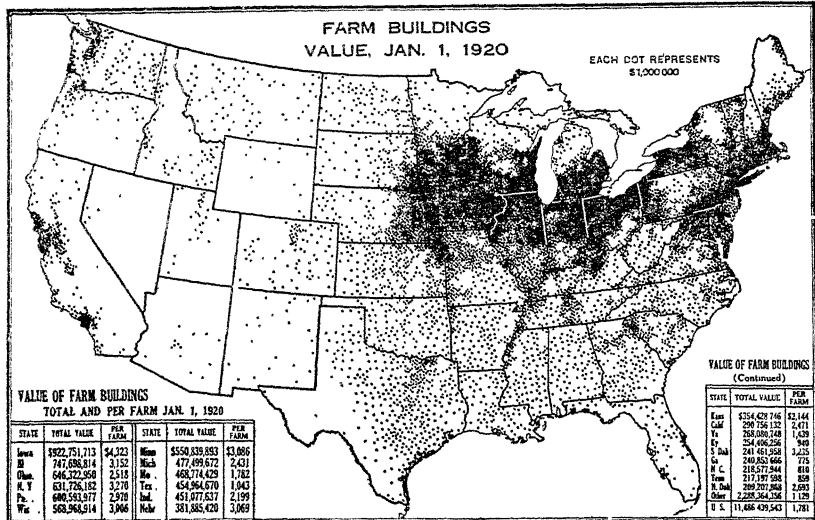 FARM BUILDINGS
VALUE, JAN. 1, 1920
EACH DOT REPRESENTS
$1,000 000
VALUE OF FARM BUILDINGS
TOTAL AND PER FARM JAN. 1, 1920
STATE TOTAL VALUE PER FARM STATE TOTAL VALUE PER FARM
Iowa $922,751,713 $4,323 Minn $550,839,893 $3,086
Ill 747,698,814 3,152 Mich 477,499,672 2,431
Ohio. 646,322,950 2,518 Mo 468,774,429 1,782
N. Y 631,726,182 3,270 Tex. 454,964,670 1,043
Pa. 600,593,977 2,970 Ind. 451,077,637 2,199
Wis 568,968,914 3,006 Nebr 381,885,420 3,069
VALUE OF FARM BUILDINGS
(Continued)
STATE TOTAL VALUE PER FARM
Kans $354,428 746 $2,144
Calif 290 756 132 2,471
Va 268,080,748 1,439
Ky 254,406,256 940
S Dak 241 461,958 3,235
Ga 240,853 666 775
N C. 218,577 944 810
Tenn 217,197 598 859
N. Dak 209,207,868 2,693
Other 2,288,364,356 1 129
U S. 11,486 439,543 1,781